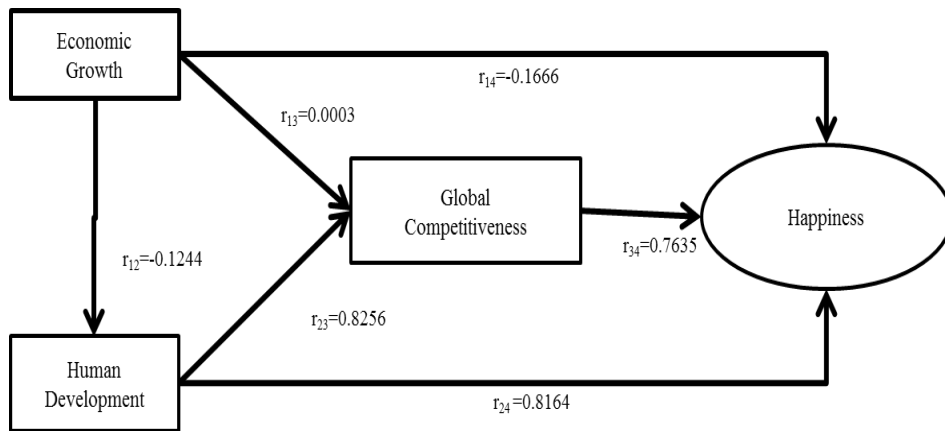 Economic
Growth
r14=-0.1666
r13=0.0003
Global
Competitiveness
Happiness
r34=0.7635
r12=-0.1244
r23=0.8256
Human
Development
r24=0.8164